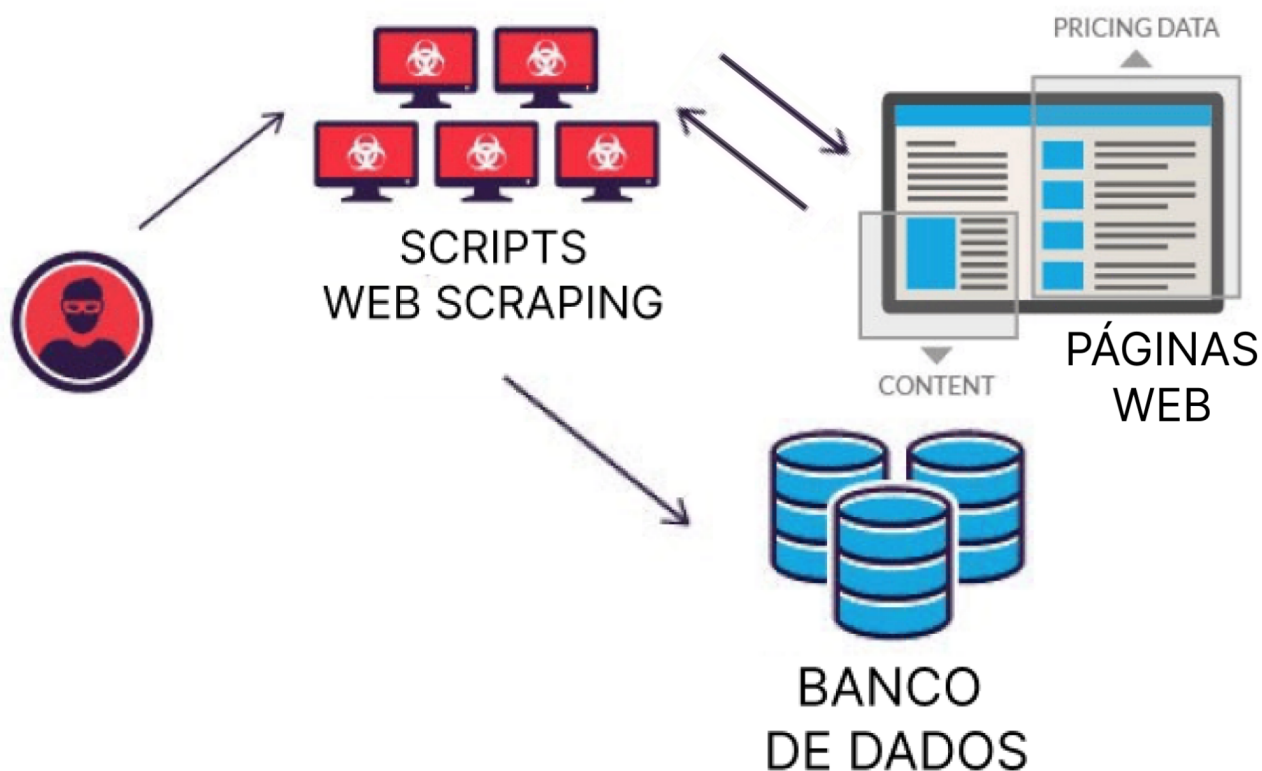 PRICING DATA
SCRIPTS
WEB SCRAPING
PÁGINAS
WEB
CONTENT
BANCO
DE DADOS